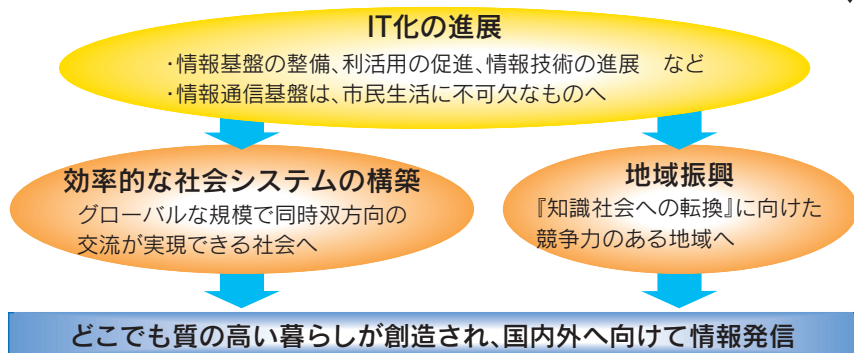 IT化の進展
・情報基盤の整備、利活用の促進、情報技術の進展　など
・情報通信基盤は、市民生活に不可欠なものへ
効率的な社会システムの構築
グローバルな規模で同時双方向の
交流が実現できる社会へ
地域振興
『知識社会への転換』に向けた
競争力のある地域へ
どこでも質の高い暮らしが創造され、国内外へ向けて情報発信